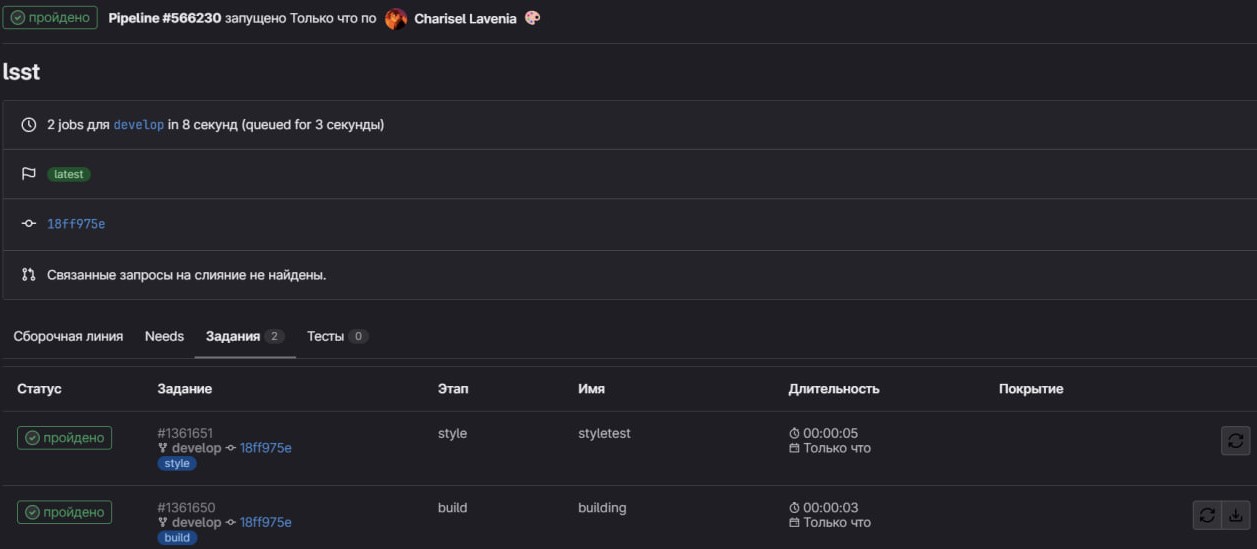 пройдено Pipeline #566230 запущено Только что по Charisel Lavenia
lsst
2 jobs для develop in 8 секунд (queued for 3 секунды)
latest
18ff975e
Связанные запросы на слияние не найдены.
Сборочная линия Needs Задания 2 Тесты 0
Статус Задание Этап Имя Длительность Покрытие
пройдено #1361651 style styletest 00:00:05
develop 18ff975e Только что
style
пройдено #1361650 build building 00:00:03
develop 18ff975e Только что
build